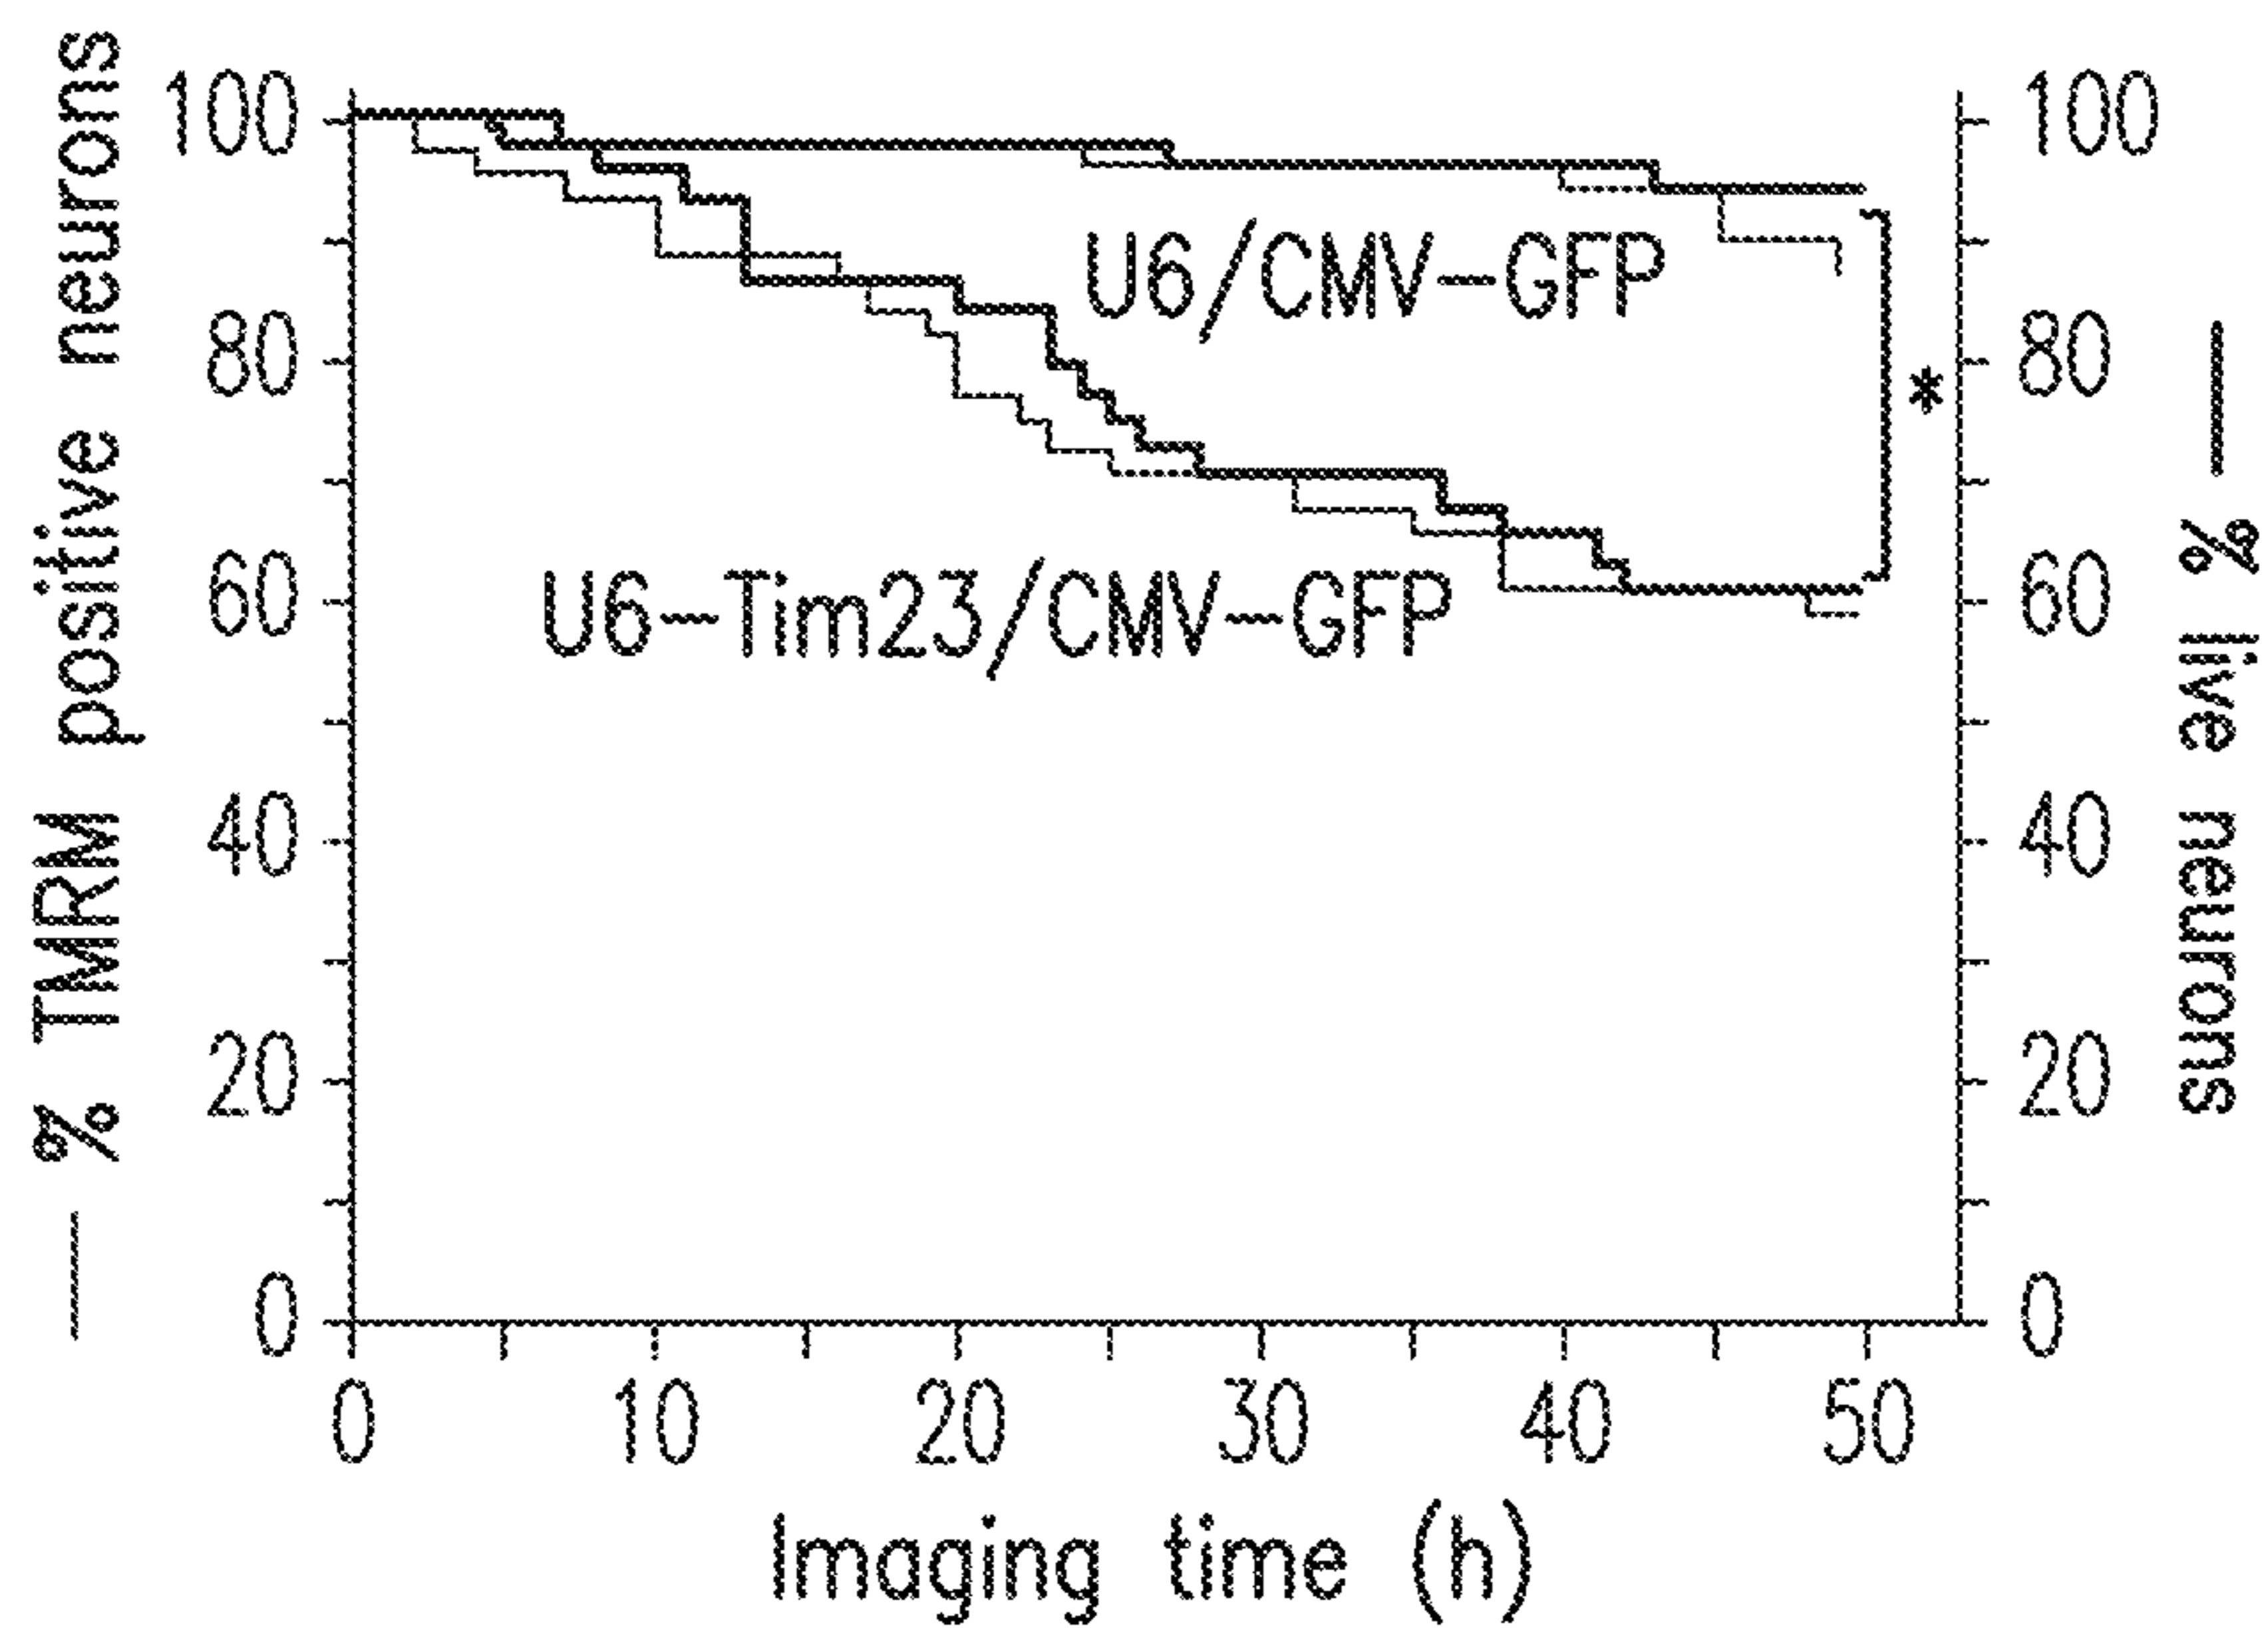 — % TMRM positive neurons
100
80
60
40
20
0
U6/CMV-GFP
U6-Tim23/CMV-GFP
*
100
80
60
40
20
0
— % live neurons
0 10 20 30 40 50
Imaging time (h)